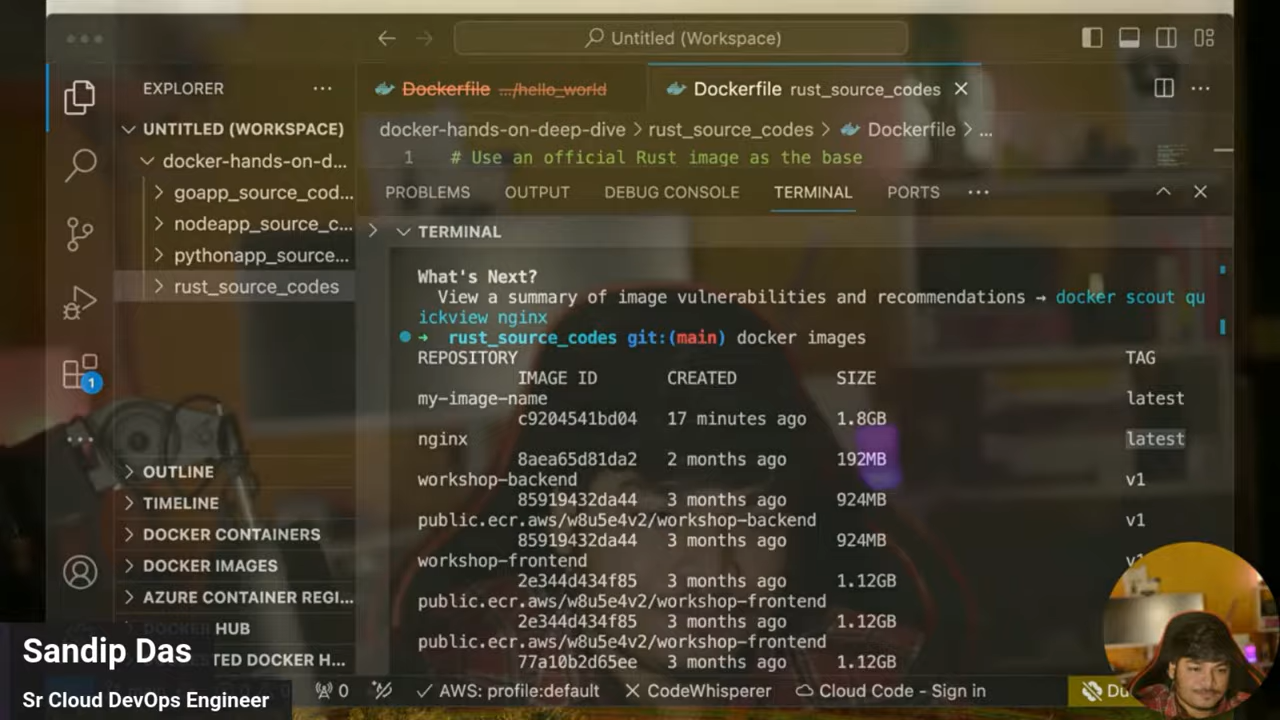 Untitled (Workspace)
EXPLORER
Dockerfile .../hello_world
Dockerfile rust_source_codes
UNTITLED (WORKSPACE)
docker-hands-on-deep-dive > rust_source_codes > Dockerfile > ...
docker-hands-on-d...
1 # Use an official Rust image as the base
goapp_source_cod...
PROBLEMS OUTPUT DEBUG CONSOLE TERMINAL PORTS
nodeapp_source_c...
TERMINAL
pythonapp_source...
rust_source_codes
What's Next?
View a summary of image vulnerabilities and recommendations → docker scout qu
ickview nginx
→ rust_source_codes git:(main) docker images
REPOSITORY TAG
IMAGE ID CREATED SIZE
my-image-name latest
c9204541bd04 17 minutes ago 1.8GB
nginx latest
8aea65d81da2 2 months ago 192MB
workshop-backend v1
85919432da44 3 months ago 924MB
public.ecr.aws/w8u5e4v2/workshop-backend v1
85919432da44 3 months ago 924MB
workshop-frontend
2e344d434f85 3 months ago 1.12GB
public.ecr.aws/w8u5e4v2/workshop-frontend
2e344d434f85 3 months ago 1.12GB
public.ecr.aws/w8u5e4v2/workshop-frontend
77a10b2d65ee 3 months ago 1.12GB
1
OUTLINE
TIMELINE
DOCKER CONTAINERS
DOCKER IMAGES
AZURE CONTAINER REGI...
HUB
TED DOCKER H...
0 AWS: profile:default CodeWhisperer Cloud Code - Sign in
Sandip Das
Sr Cloud DevOps Engineer